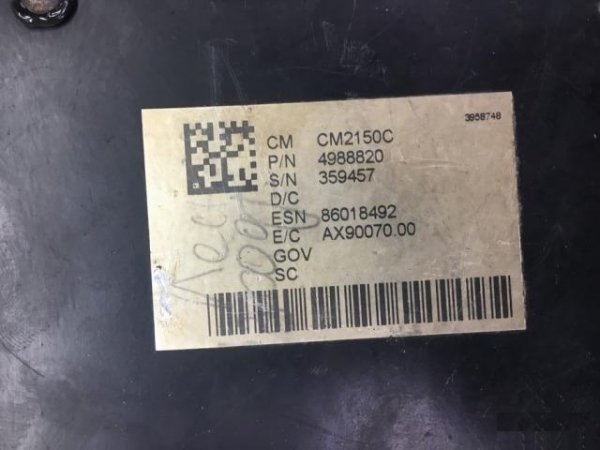 3958748
CM CM2150C
P/N 4988820
S/N 359457
D/C
ESN 86018492
E/C AX90070.00
GOV
SC